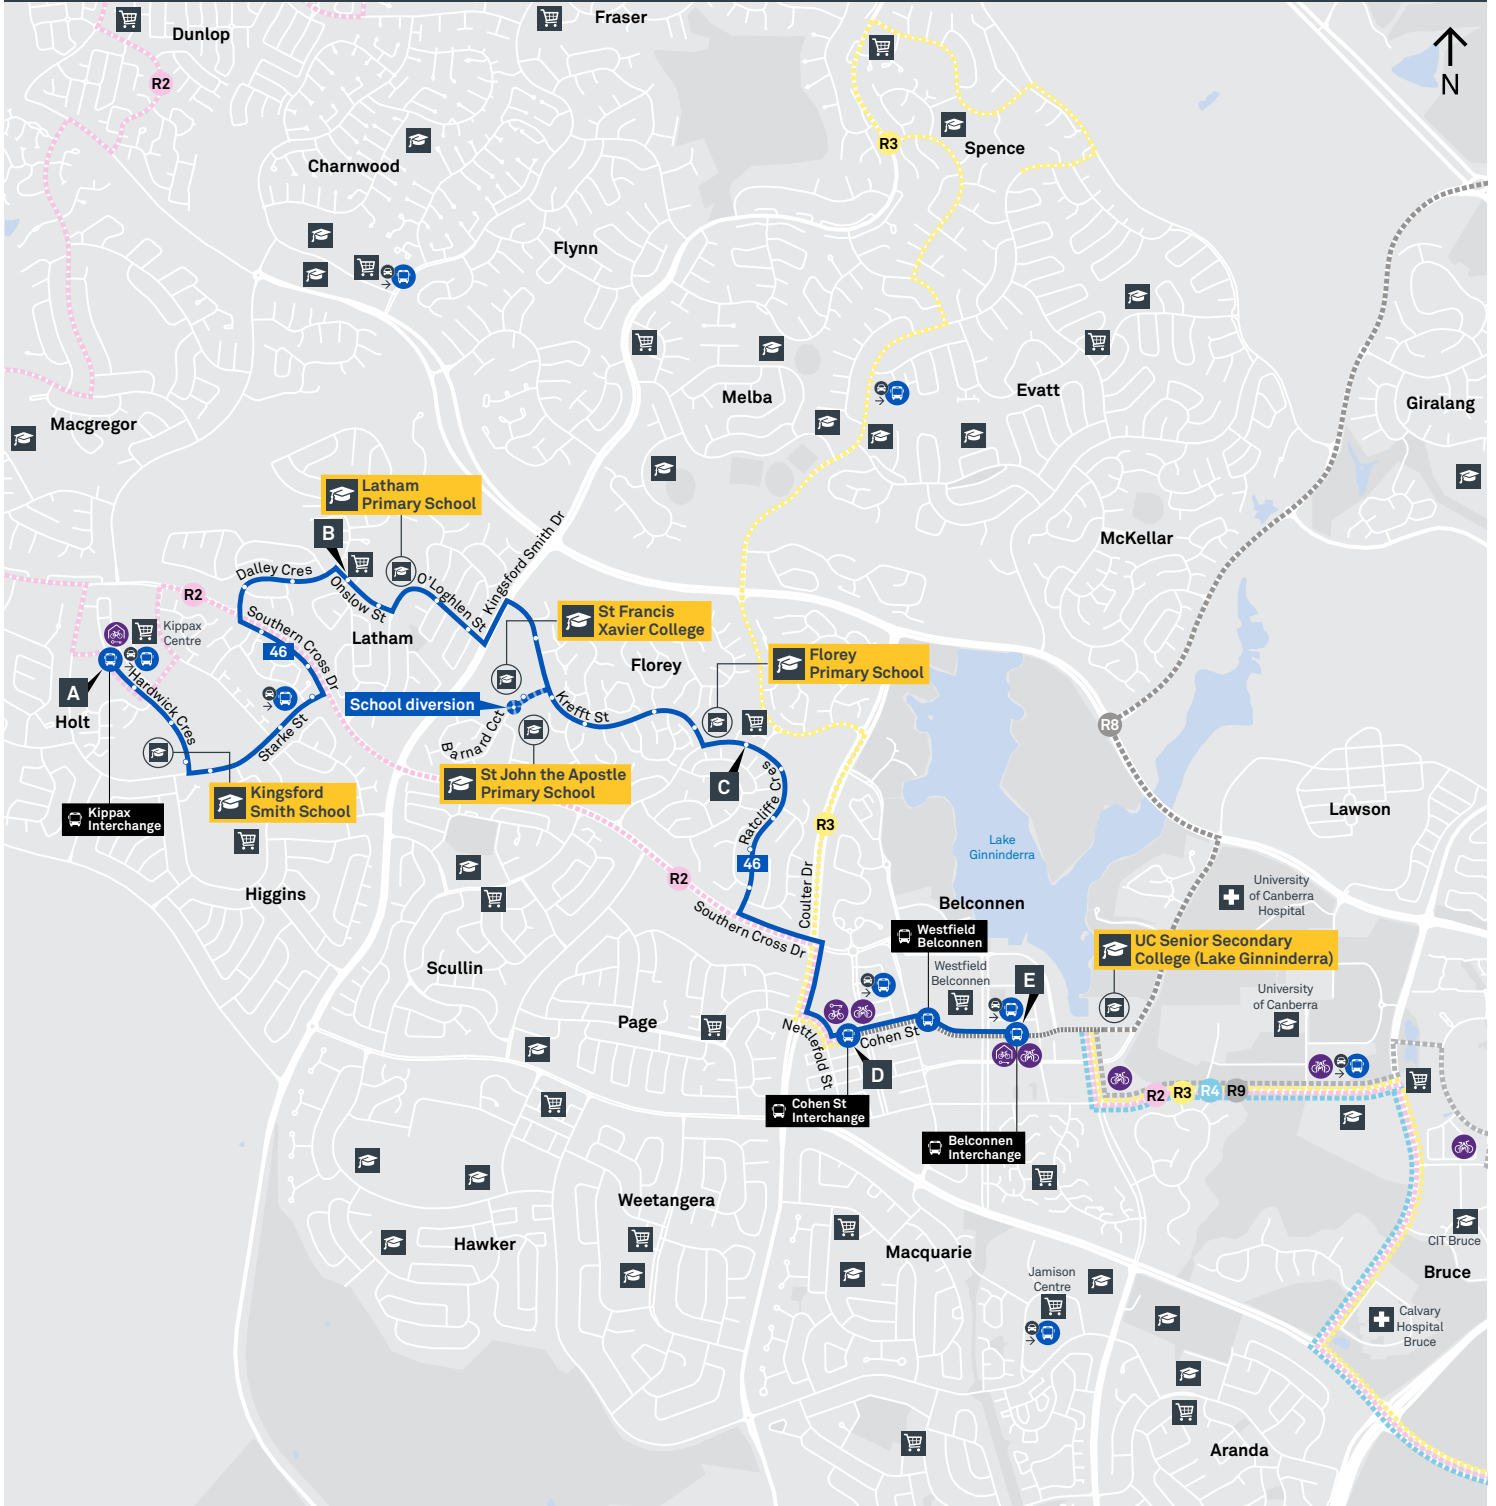 Fraser
Dunlop
N
R2
R3
Spence
Charnwood
Flynn
Melba
Evatt
Giralang
Macgregor
Latham
Primary School
B
McKellar
Kingsford Smith Dr
Dalley Cres
O'Loghlen St
Onslow St
R2
Southern Cross Dr
Kippax
Centre
Latham
St Francis
Xavier College
Florey
Florey
Primary School
46
A
Holt
Hardwick Cres
Starke St
School diversion
Krefft St
Barnard Cct
R8
St John the Apostle
Primary School
C
Ratcliffe Cres
Kingsford
Smith School
Kippax
Interchange
R3
Lawson
Lake
Ginninderra
46
R2
Coulter Dr
Higgins
University
of Canberra
Hospital
Belconnen
Southern Cross Dr
Westfield
Belconnen
UC Senior Secondary
College (Lake Ginninderra)
Scullin
Westfield
Belconnen
E
University
of Canberra
Page
Nettlefold St
Cohen St
D
R2
R3
R4
R9
Cohen St
Interchange
Belconnen
Interchange
Weetangera
Hawker
Macquarie
CIT Bruce
Bruce
Jamison
Centre
Calvary
Hospital
Bruce
Aranda